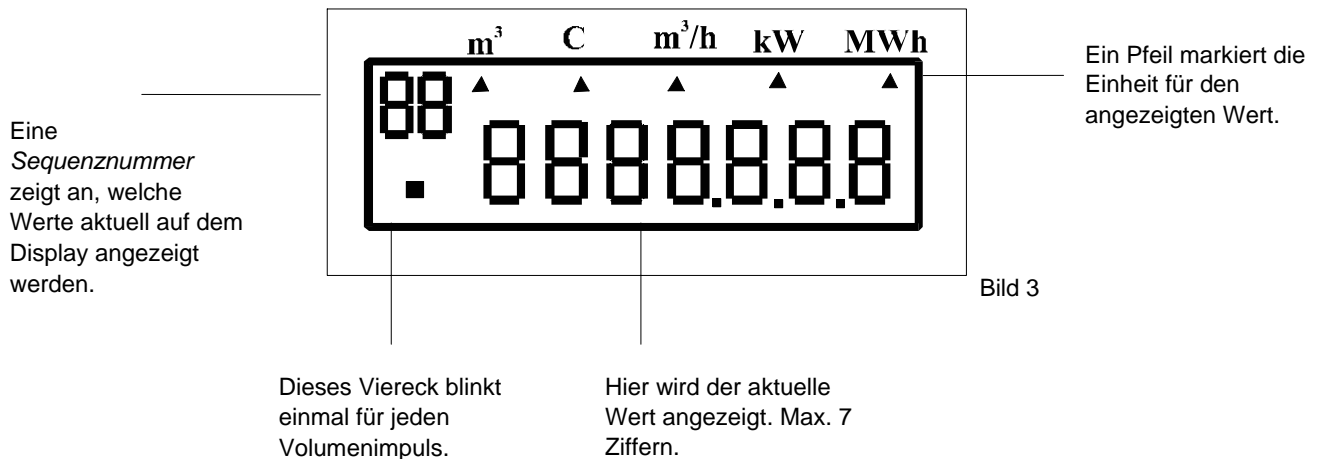 m³ C m³/h kW MWh
88
8888.8.8.8
Ein Pfeil markiert die
Einheit für den
angezeigten Wert.
Eine
Sequenznummer
zeigt an, welche
Werte aktuell auf dem
Display angezeigt
werden.
Bild 3
Dieses Viereck blinkt
einmal für jeden
Volumenimpuls.
Hier wird der aktuelle
Wert angezeigt. Max. 7
Ziffern.